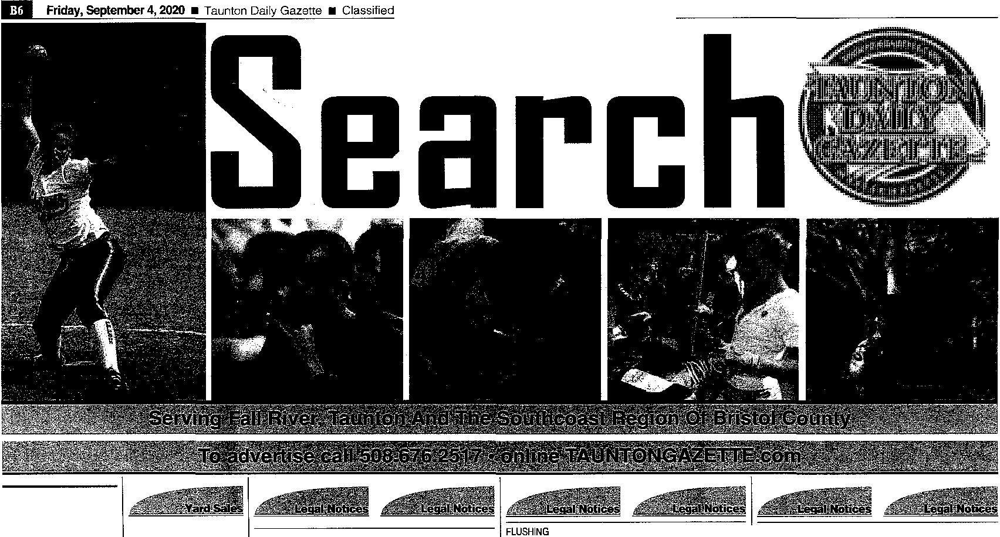 B6 Friday, September 4, 2020 ■ Taunton Daily Gazette ■ Classified
Search
TAUNTON
DAILY
GAZETTE
Serving Fall River, Taunton And The Southcoast Region Of Bristol County
To advertise call 508.676.2517 • online TAUNTONGAZETTE.com
Yard Sales
Legal Notices
Legal Notices
Legal Notices
Legal Notices
Legal Notices
Legal Notices
FLUSHING